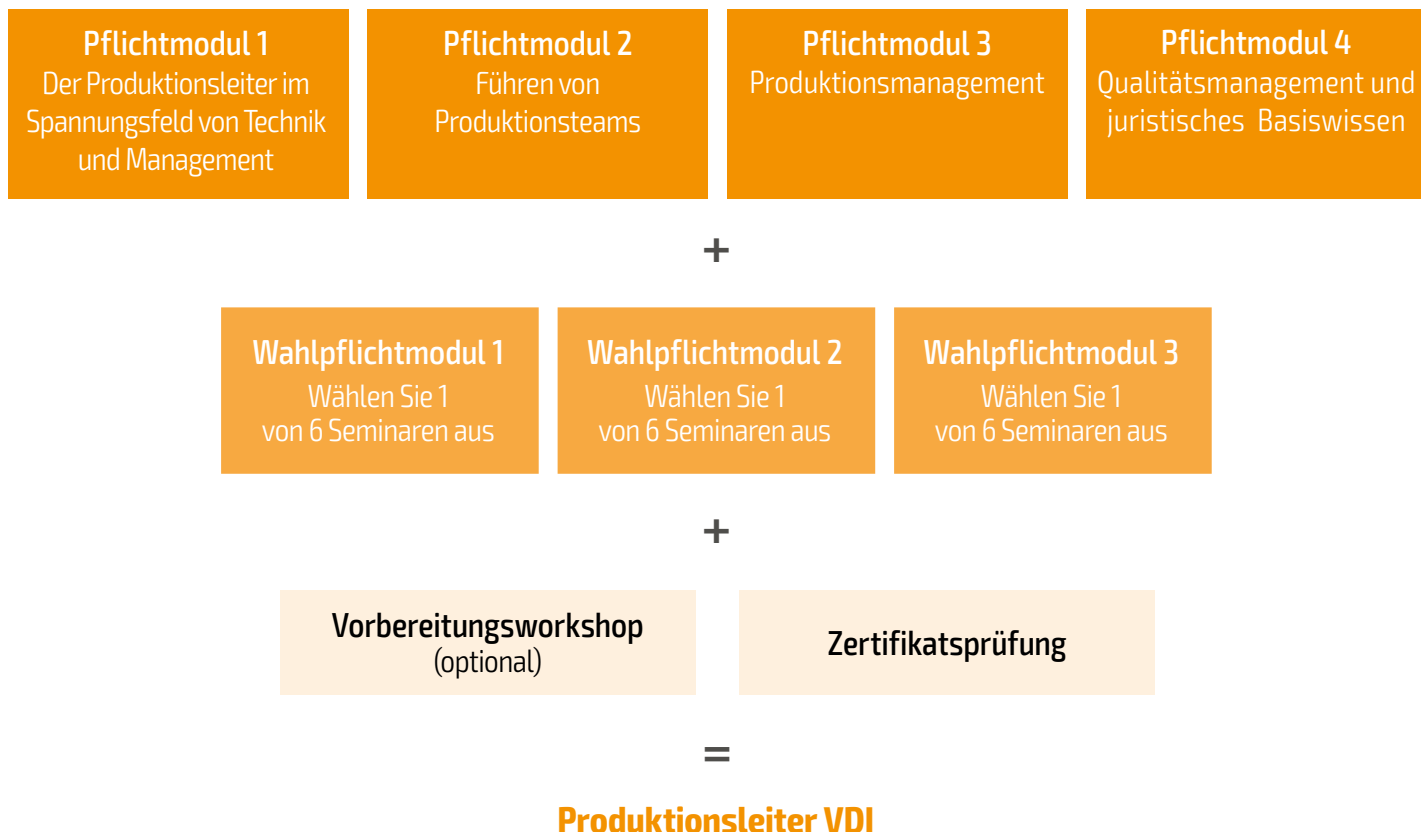 Pflichtmodul 1
Der Produktionsleiter im
Spannungsfeld von Technik
und Management
Pflichtmodul 2
Führen von
Produktionsteams
Pflichtmodul 3
Produktionsmanagement
Pflichtmodul 4
Qualitätsmanagement und
juristisches Basiswissen
+
Wahlpflichtmodul 1
Wählen Sie 1
von 6 Seminaren aus
Wahlpflichtmodul 2
Wählen Sie 1
von 6 Seminaren aus
Wahlpflichtmodul 3
Wählen Sie 1
von 6 Seminaren aus
+
Vorbereitungsworkshop
(optional)
Zertifikatsprüfung
=
Produktionsleiter VDI